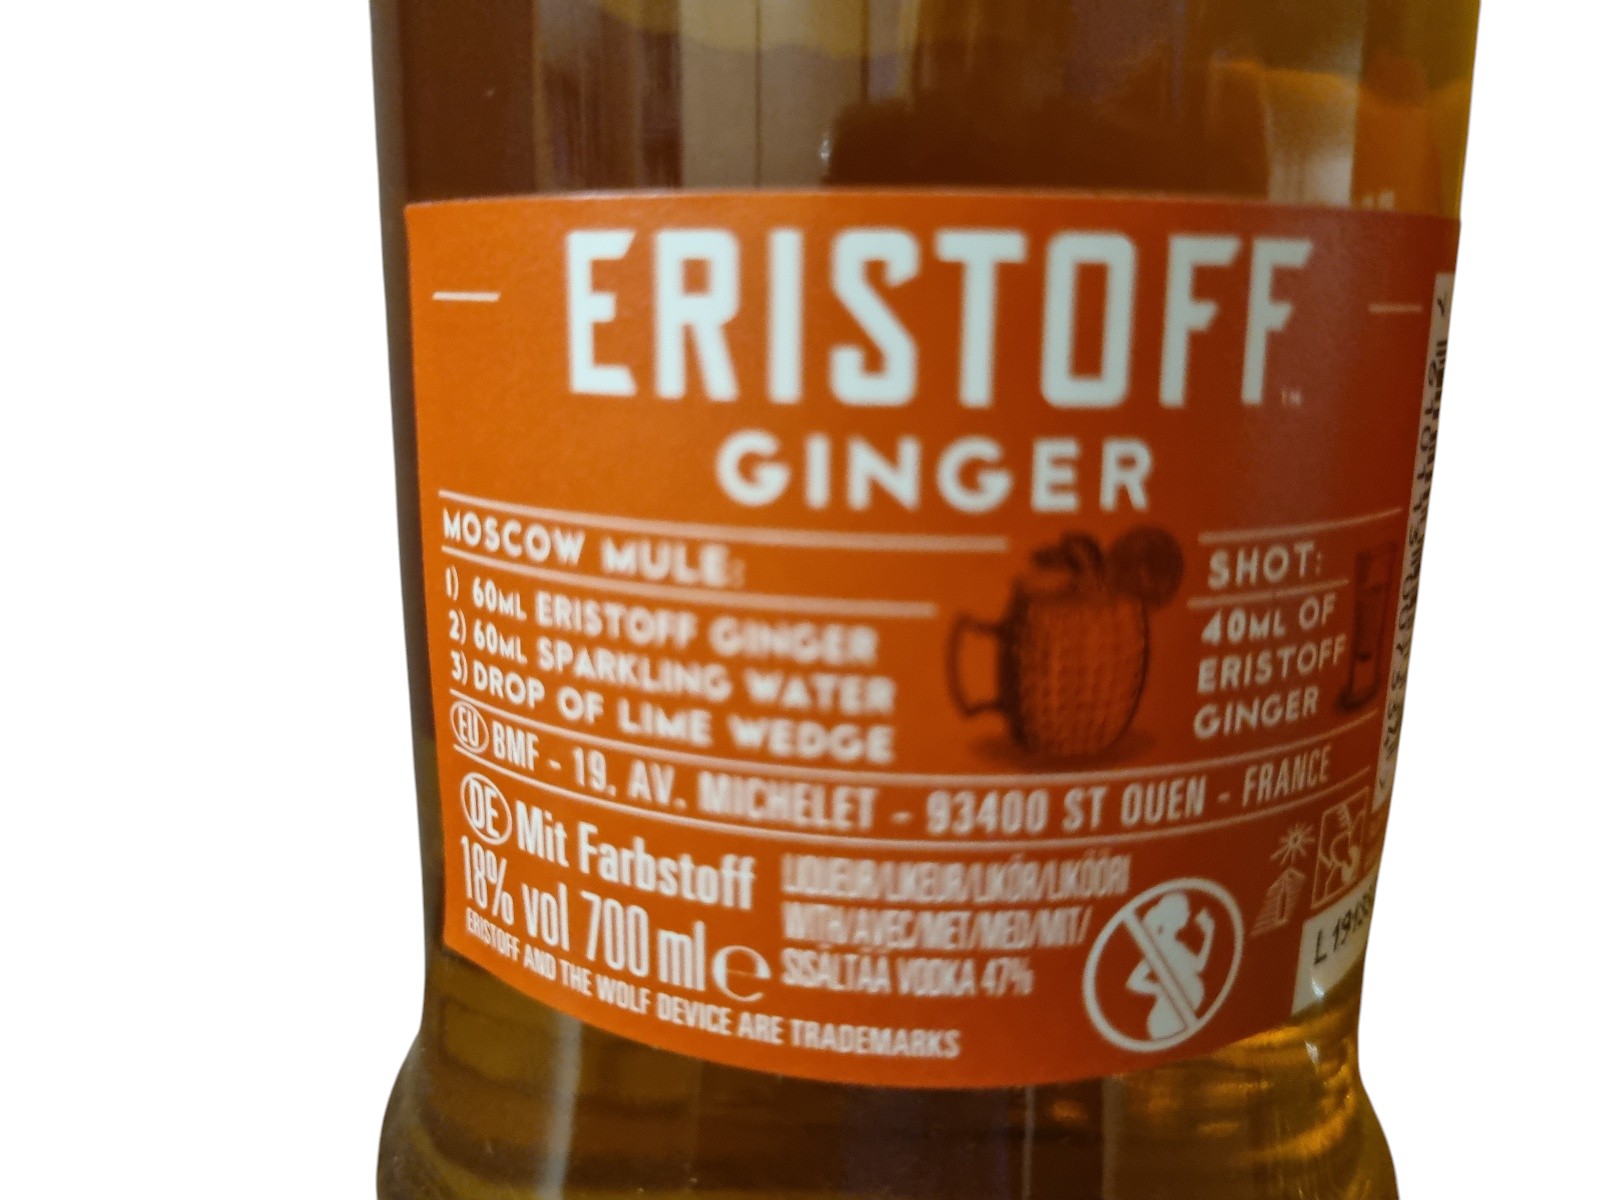 ERISTOFF™
GINGER
MOSCOW MULE:
1) 60ML ERISTOFF GINGER
2) 60ML SPARKLING WATER
3) DROP OF LIME WEDGE
SHOT:
40ML OF
ERISTOFF
GINGER
EU BMF - 19, AV. MICHELET - 93400 ST OUEN - FRANCE
DE Mit Farbstoff
18% vol 700 ml e
LIQUEUR/LIKEUR/LIKÖR/LIKÖÖRI
WITH/AVEC/MET/MED/MIT/
SISÄLTÄÄ VODKA 47%
ERISTOFF AND THE WOLF DEVICE ARE TRADEMARKS